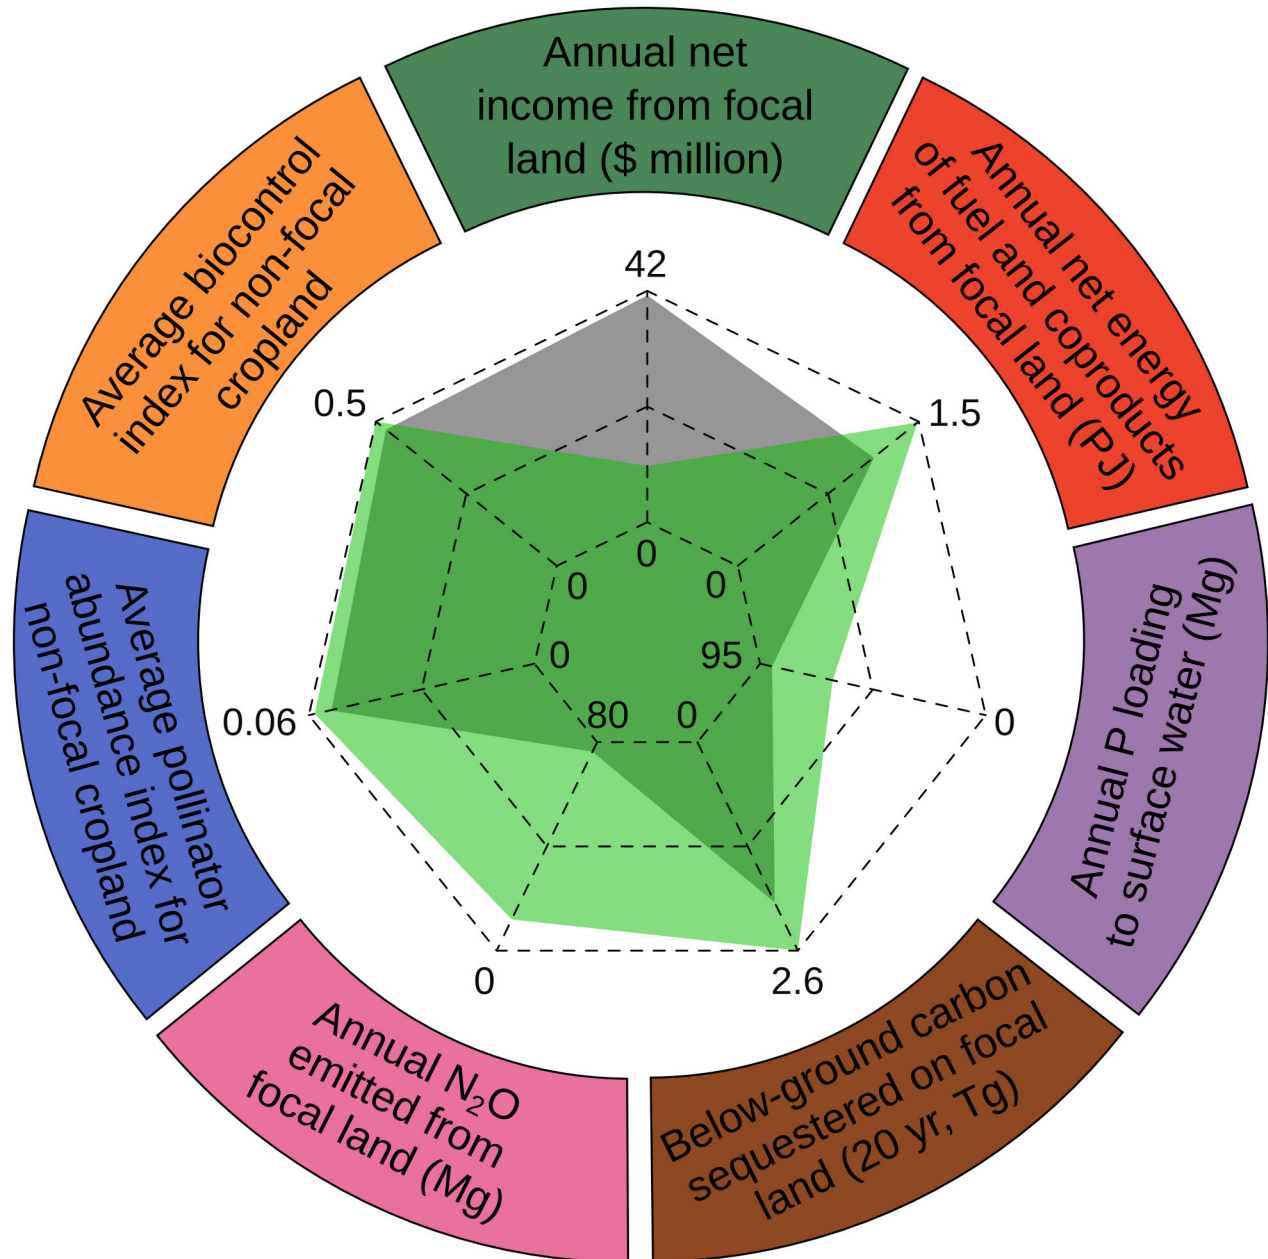 Annual net
income from focal
land ($ million)
Annual net energy
of fuel and coproducts
from focal land (PJ)
Annual P loading
to surface water (Mg)
Below-ground carbon
sequestered on focal
land (20 yr, Tg)
Annual N₂O
emitted from
focal land (Mg)
Average pollinator
abundance index for
non-focal cropland
Average biocontrol
index for non-focal
cropland
42
0.5
1.5
0
0
0
0
95
80
0
0.06
0
0
2.6